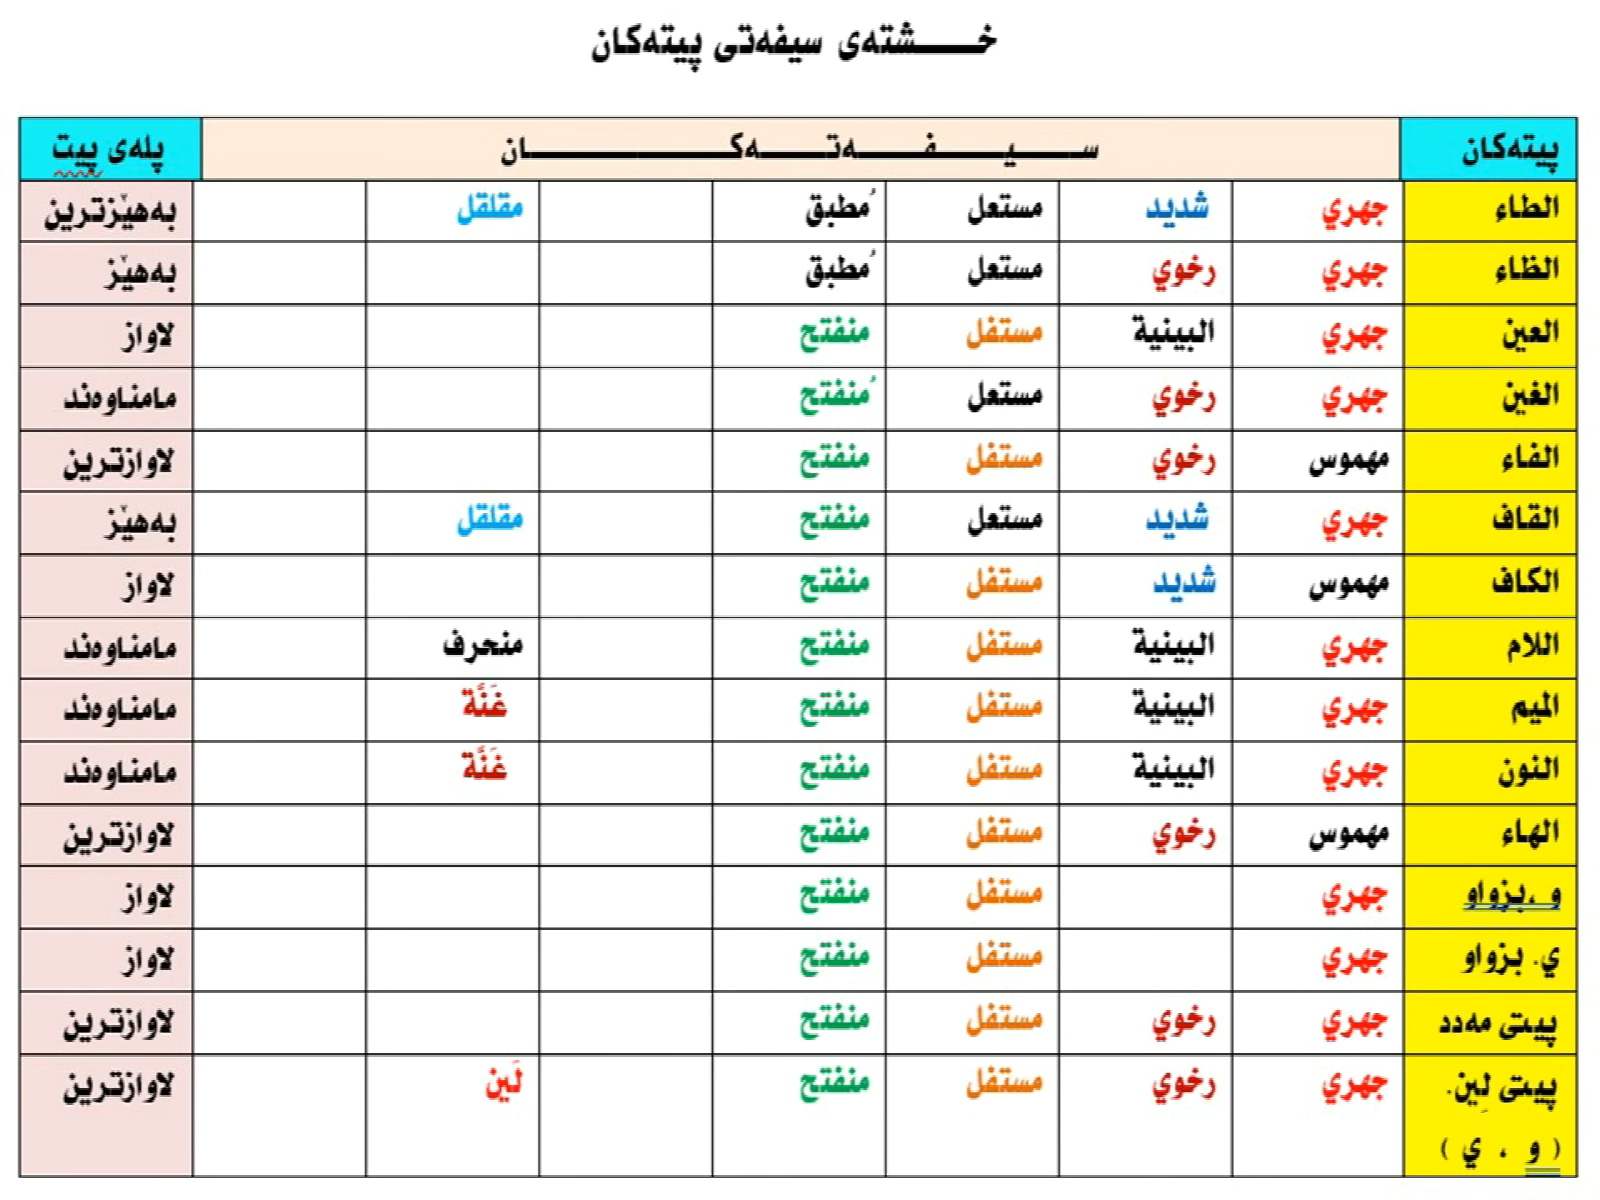 خشتەی سیفەتی پیتەکان
پیتەکان سیفەتەکان پلەی پیت
الطاء جهري شديد مستعل مُطبق مقلقل بەهێزترین
الظاء جهري رخوي مستعل مُطبق بەهێز
العين جهري البينية مستفل منفتح لاواز
الغين جهري رخوي مستعل مُنفتح مامناوەند
الفاء مهموس رخوي مستفل منفتح لاوازترین
القاف جهري شديد مستعل منفتح مقلقل بەهێز
الكاف مهموس شديد مستفل منفتح لاواز
اللام جهري البينية مستفل منفتح منحرف مامناوەند
الميم جهري البينية مستفل منفتح غَنَّة مامناوەند
النون جهري البينية مستفل منفتح غَنَّة مامناوەند
الهاء مهموس رخوي مستفل منفتح لاوازترین
و ،بزواو جهري مستفل منفتح لاواز
ي. بزواو جهري مستفل منفتح لاواز
پیتی مەدد جهري رخوي مستفل منفتح لاوازترین
پیتی لِین. جهري رخوي مستفل منفتح لَين لاوازترین
( و ، ي )